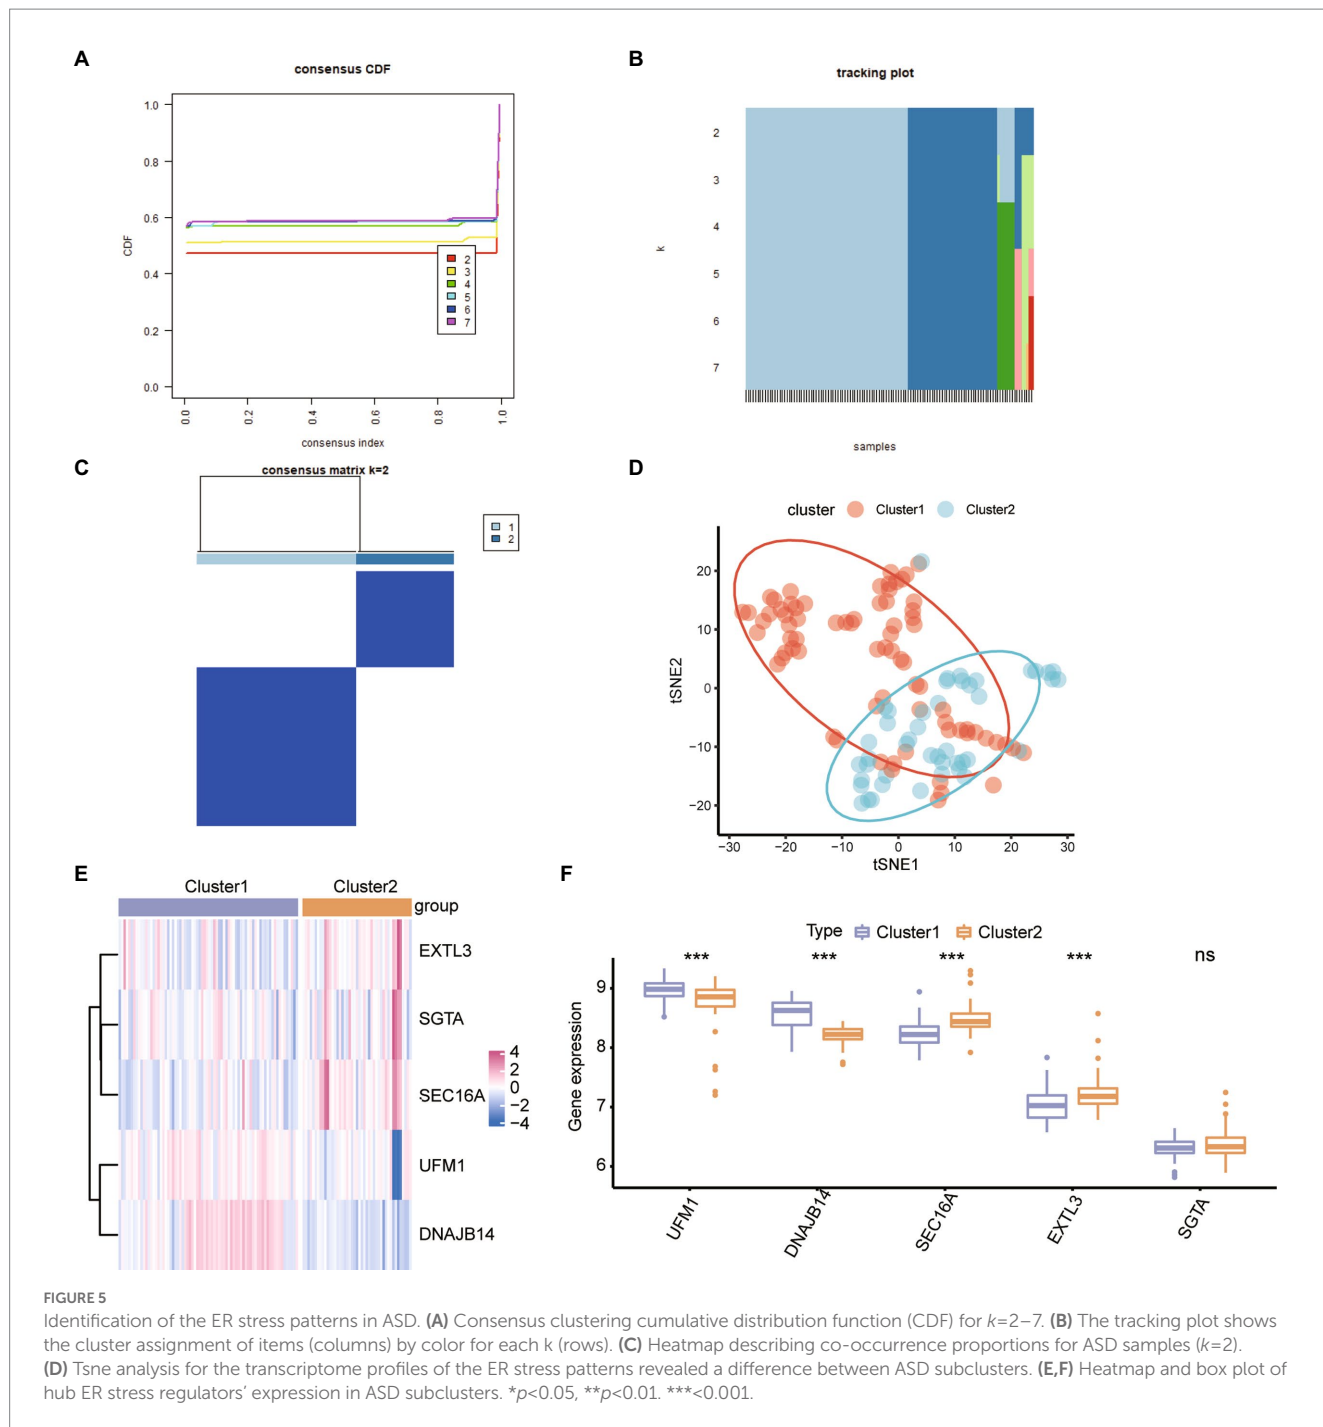 A
consensus CDF
1.0
0.8
0.6
0.4
0.2
0.0
CDF
2
3
4
5
6
7
0.0
0.2
0.4
0.6
0.8
1.0
consensus index
B
tracking plot
2
3
4
5
6
7
k
samples
C
consensus matrix k=2
1
2
D
cluster Cluster1 Cluster2
20
10
0
−10
−20
tSNE2
−30 −20 −10 0 10 20 30
tSNE1
E
Cluster1 Cluster2
group
EXTL3
SGTA
SEC16A
UFM1
DNAJB14
4
2
0
−2
−4
F
Type Cluster1 Cluster2
*** *** *** *** ns
9
8
7
6
Gene expression
UFM1
DNAJB14
SEC16A
EXTL3
SGTA
FIGURE 5
Identification of the ER stress patterns in ASD. (A) Consensus clustering cumulative distribution function (CDF) for k=2–7. (B) The tracking plot shows
the cluster assignment of items (columns) by color for each k (rows). (C) Heatmap describing co-occurrence proportions for ASD samples (k=2).
(D) Tsne analysis for the transcriptome profiles of the ER stress patterns revealed a difference between ASD subclusters. (E,F) Heatmap and box plot of
hub ER stress regulators’ expression in ASD subclusters. *p<0.05, **p<0.01. ***<0.001.